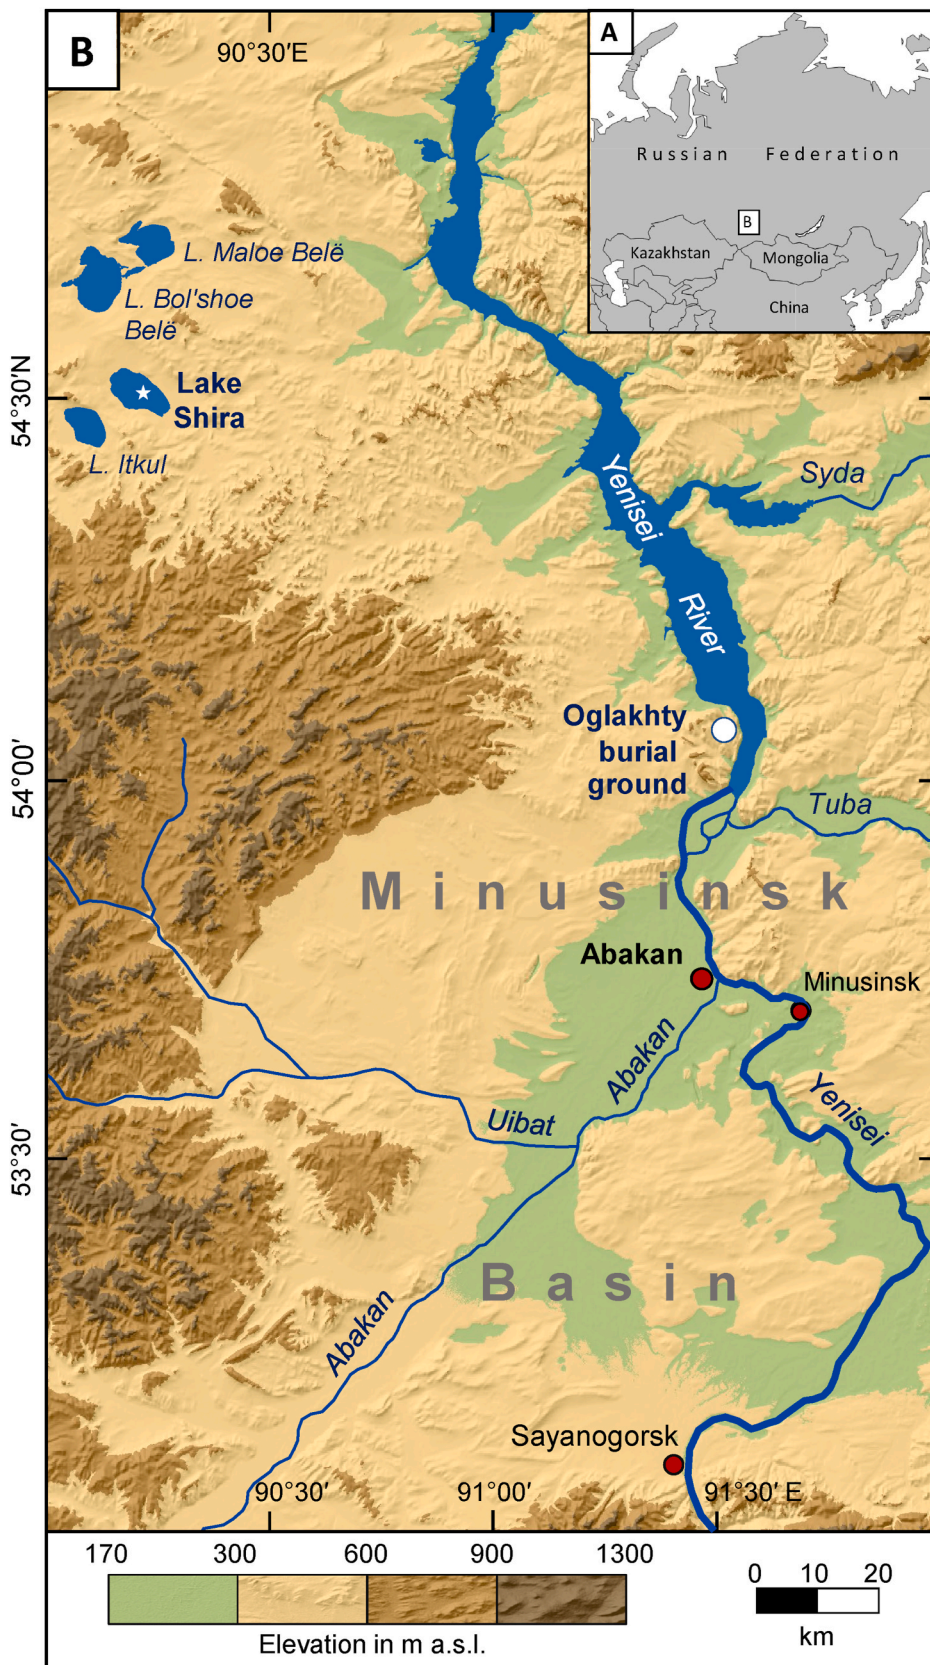 B
90°30'E
A
Russian Federation
B
Kazakhstan
Mongolia
China
L. Maloe Belë
L. Bol'shoe
Belë
54°30'N
Lake
Shira
L. Itkul
Syda
Yenisei
River
Oglakhty
burial
ground
54°00'
Tuba
Minusinsk
Abakan
Minusinsk
Abakan
Uibat
Yenisei
53°30'
Basin
Abakan
Sayanogorsk
90°30'
91°00'
91°30' E
170 300 600 900 1300
Elevation in m a.s.l.
0 10 20
km